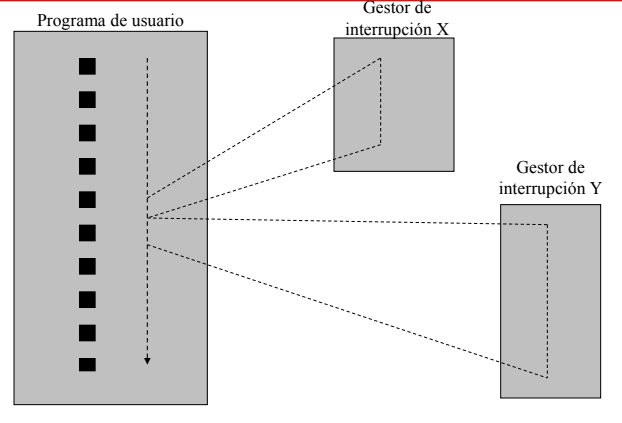 Programa de usuario
Gestor de
interrupción X
Gestor de
interrupción Y